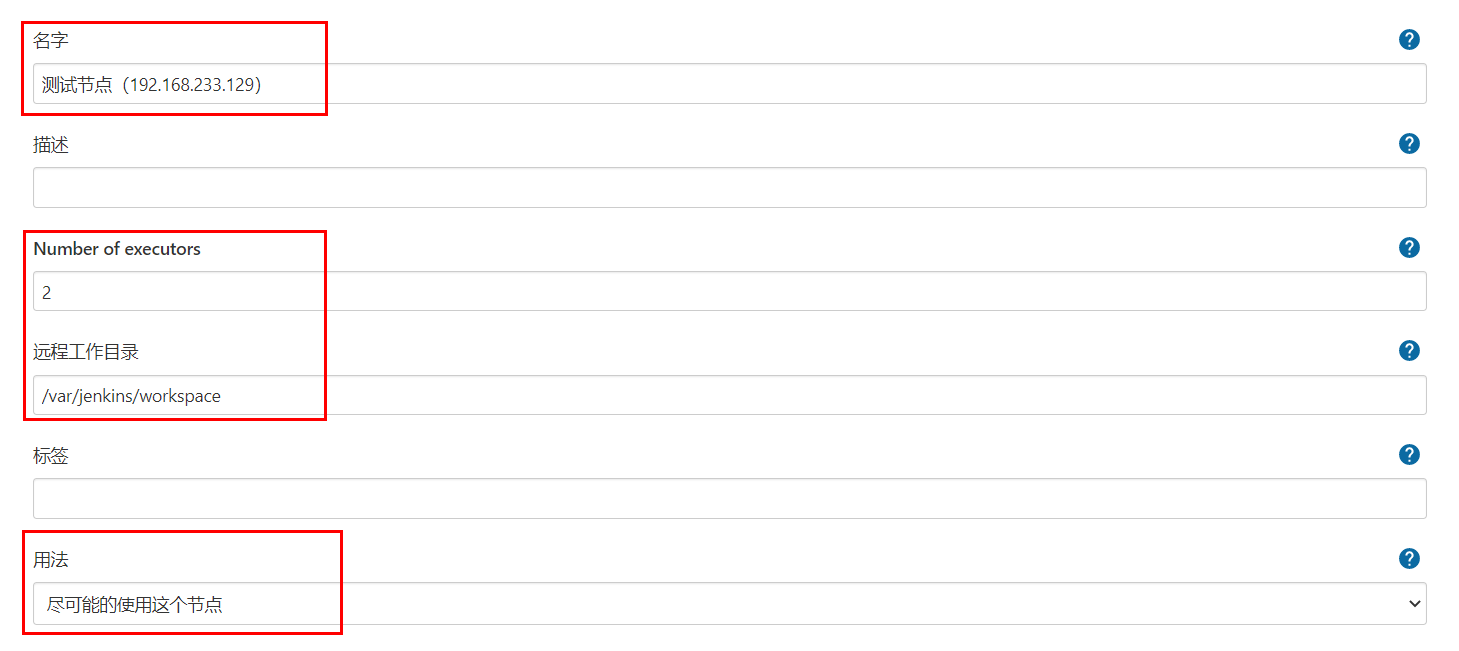 名字
测试节点（192.168.233.129）
描述
Number of executors
2
远程工作目录
/var/jenkins/workspace
标签
用法
尽可能的使用这个节点